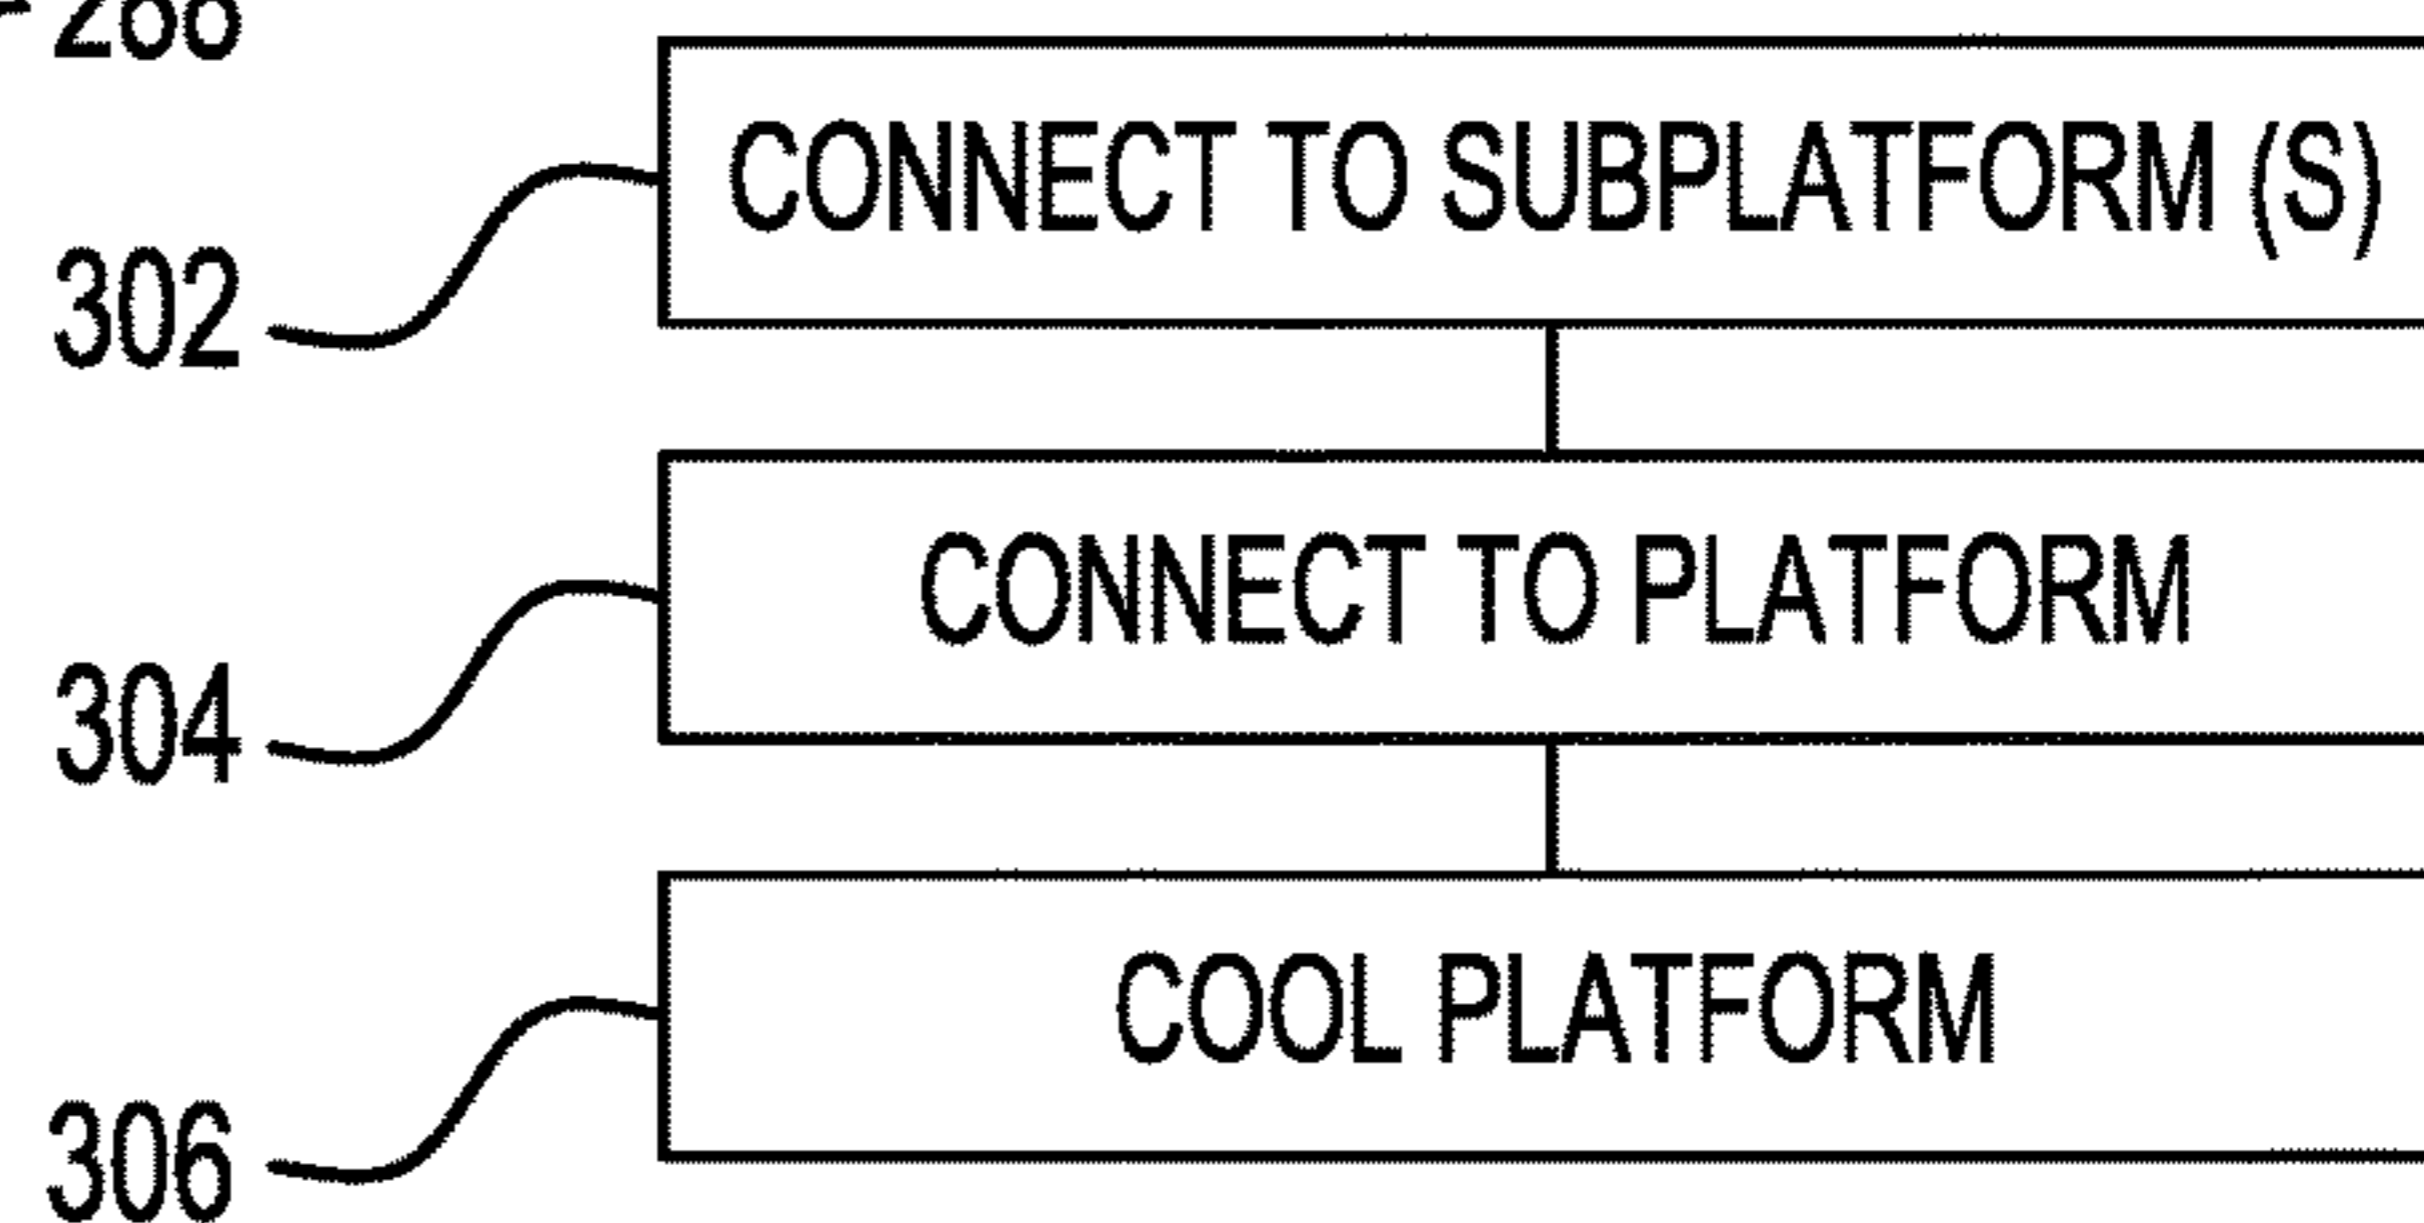 CONNECT TO SUBPLATFORM (S)
302
CONNECT TO PLATFORM
304
COOL PLATFORM
306